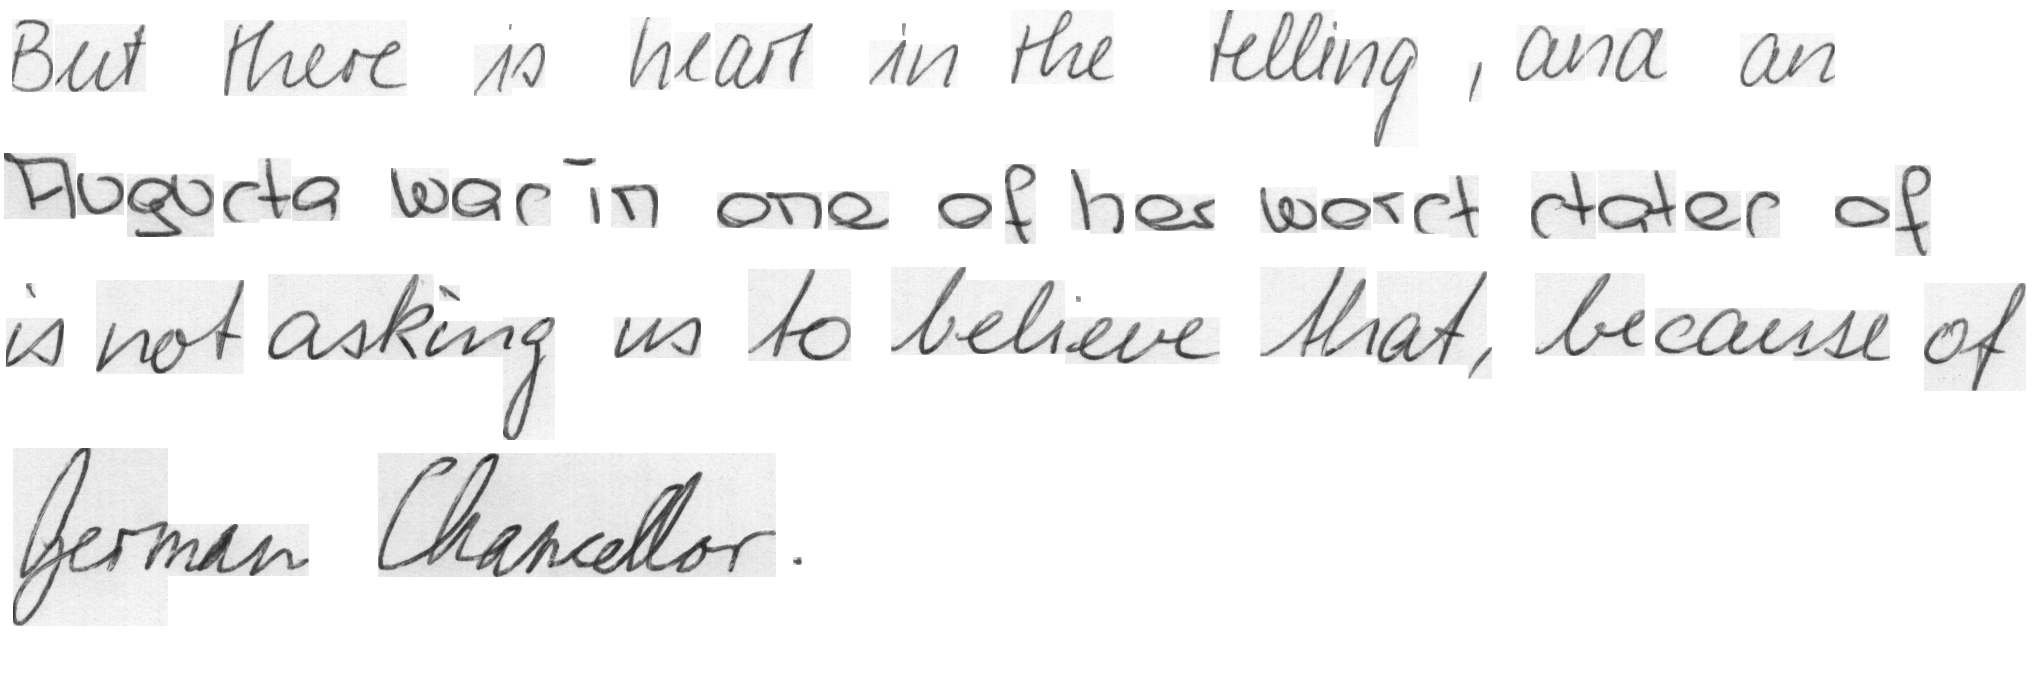 But there is heart in the telling, and an
Augusta was in one of her worst states of
is not asking us to believe that, because of
German Chancellor.